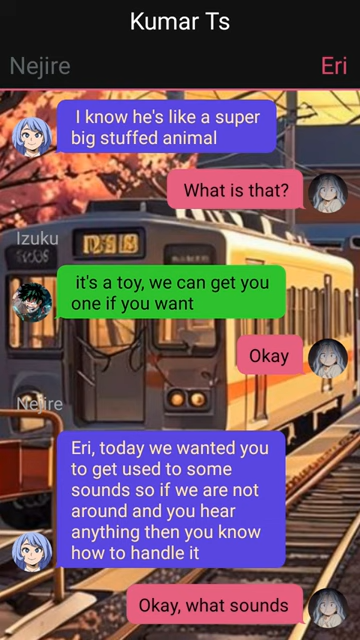 Kumar Ts
Nejire
Eri
I know he's like a super
big stuffed animal
What is that?
Izuku
it's a toy, we can get you
one if you want
Okay
Nejire
Eri, today we wanted you
to get used to some
sounds so if we are not
around and you hear
anything then you know
how to handle it
Okay, what sounds